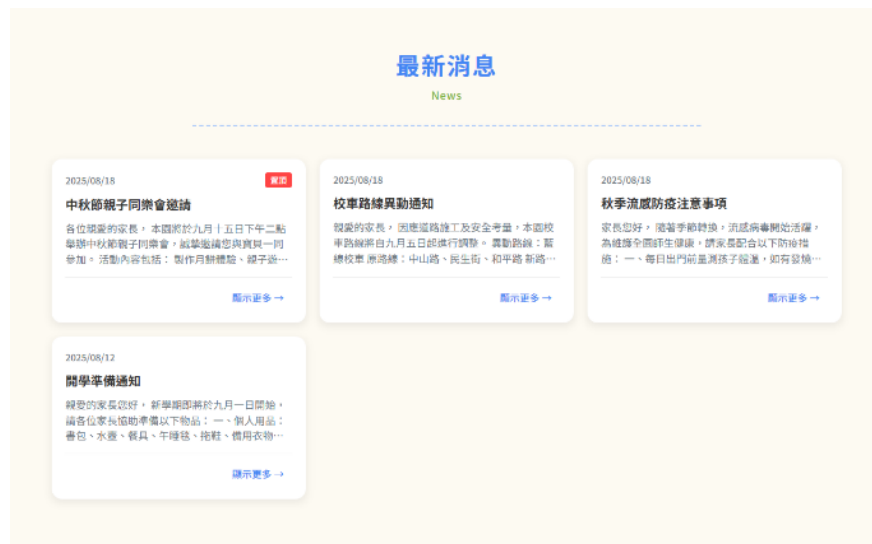 最新消息
News
2025/08/18
置頂
中秋節親子同樂會邀請
各位親愛的家長， 本園將於九月十五日下午二點
舉辦中秋節親子同樂會，誠摯邀請您與寶貝一同
參加。 活動內容包括： 製作月餅體驗、親子遊…
顯示更多 →
2025/08/18
校車路線異動通知
親愛的家長， 因應道路施工及安全考量，本園校
車路線將自九月五日起進行調整。 異動路線：藍
線校車 原路線：中山路、民生街、和平路 新路…
顯示更多 →
2025/08/18
秋季流感防疫注意事項
家長您好， 隨著季節轉換，流感病毒開始活躍，
為維護全園師生健康，請家長配合以下防疫措
施： 一、每日出門前量測孩子體溫，如有發燒…
顯示更多 →
2025/08/12
開學準備通知
親愛的家長您好， 新學期即將於九月一日開始，
請各位家長協助準備以下物品： 一、個人用品：
書包、水壺、餐具、午睡毯、拖鞋、備用衣物…
顯示更多 →